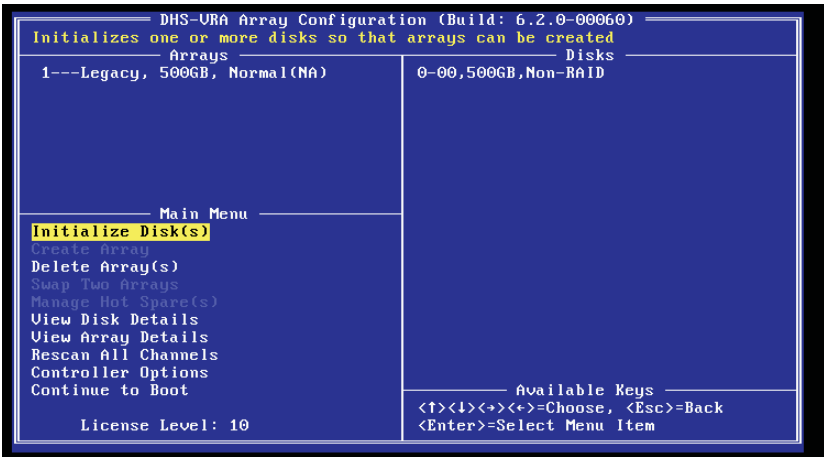 DHS-VRA Array Configuration (Build: 6.2.0-00060)
Initializes one or more disks so that arrays can be created
Arrays
1---Legacy, 500GB, Normal(NA)
Disks
0-00,500GB,Non-RAID
Main Menu
Initialize Disk(s)
Create Array
Delete Array(s)
Swap Two Arrays
Manage Hot Spare(s)
View Disk Details
View Array Details
Rescan All Channels
Controller Options
Continue to Boot
License Level: 10
Available Keys
<↑><↓><→><←>=Choose, <Esc>=Back
<Enter>=Select Menu Item